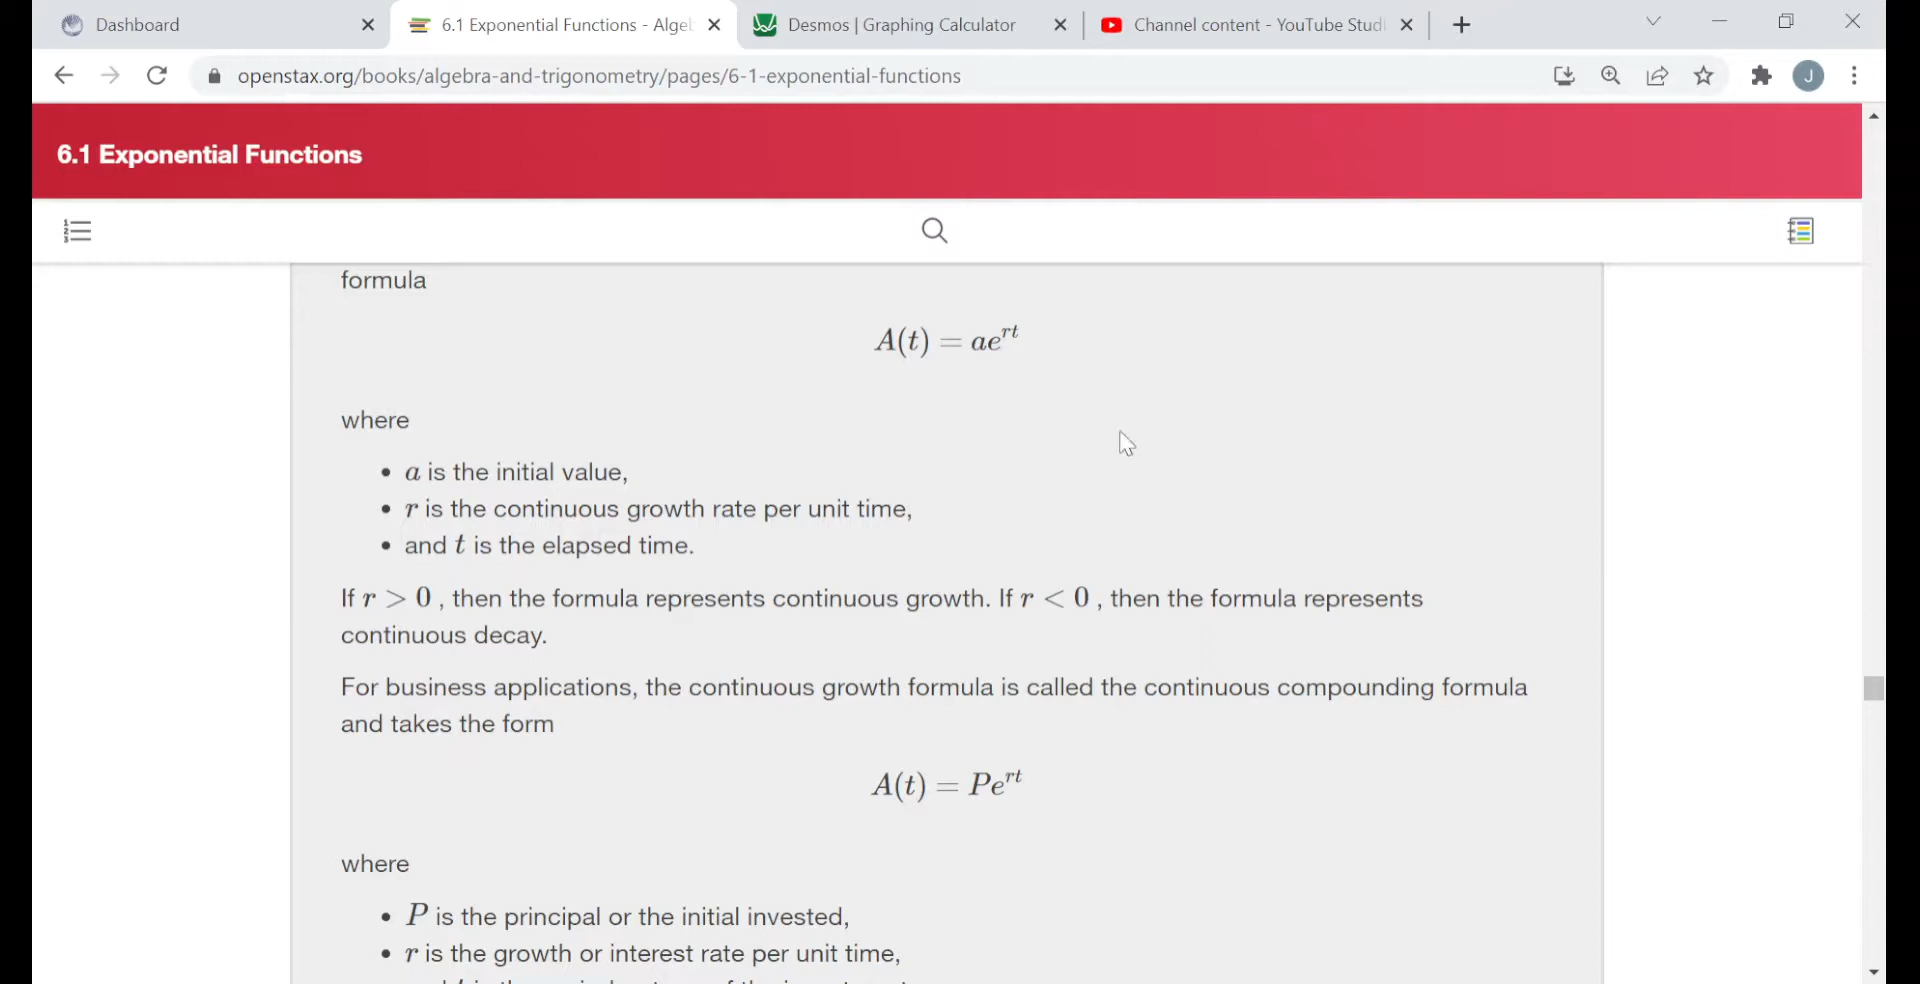 Dashboard
6.1 Exponential Functions - Alge
Desmos | Graphing Calculator
Channel content - YouTube Studi
openstax.org/books/algebra-and-trigonometry/pages/6-1-exponential-functions
J
6.1 Exponential Functions
formula
A(t) = ae^{rt}
where
• a is the initial value,
• r is the continuous growth rate per unit time,
• and t is the elapsed time.
If r > 0 , then the formula represents continuous growth. If r < 0 , then the formula represents
continuous decay.
For business applications, the continuous growth formula is called the continuous compounding formula
and takes the form
A(t) = Pe^{rt}
where
• P is the principal or the initial invested,
• r is the growth or interest rate per unit time,